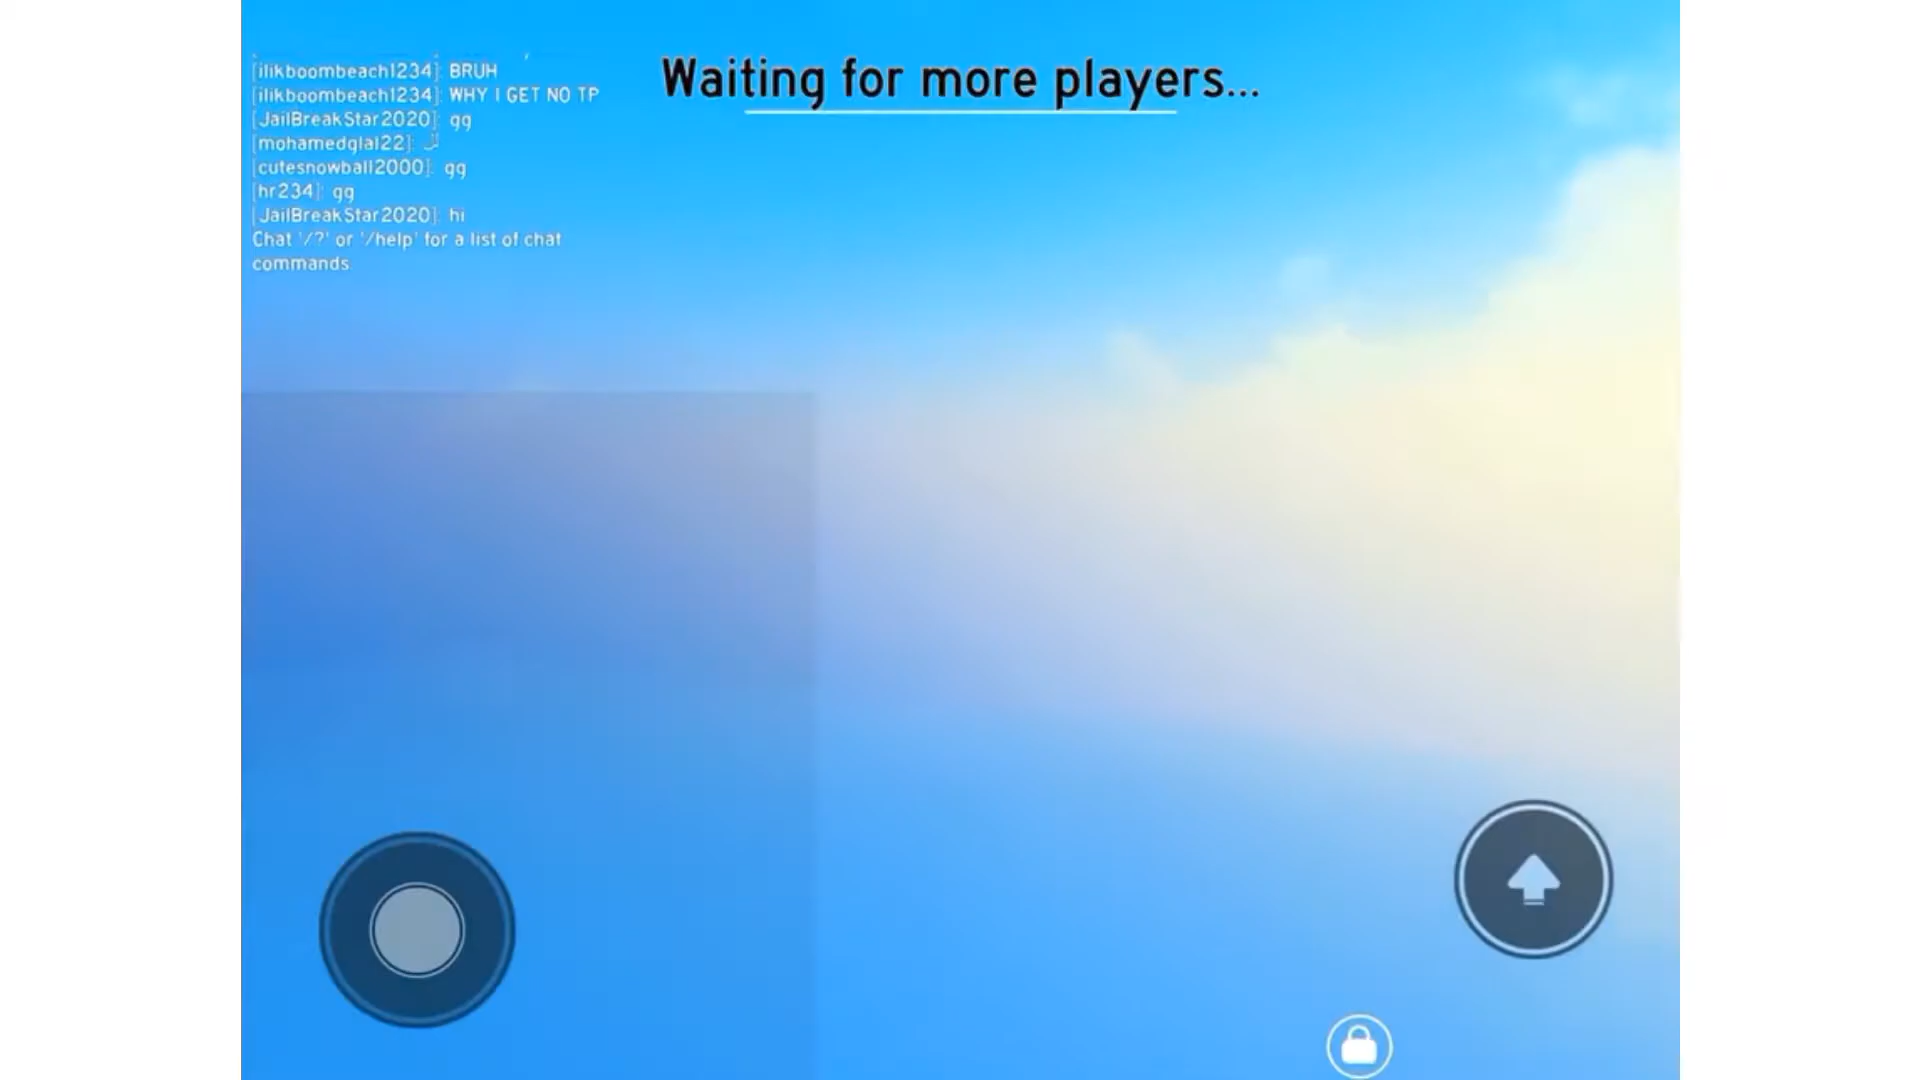 [ilikboombeach1234]: BRUH
[ilikboombeach1234]: WHY I GET NO TP
[JailBreakStar2020]: gg
[mohamedglal22]:
[cutesnowball2000]: gg
[hr234]: gg
[JailBreakStar2020]: hi
Chat '/?' or '/help' for a list of chat
commands.
Waiting for more players...